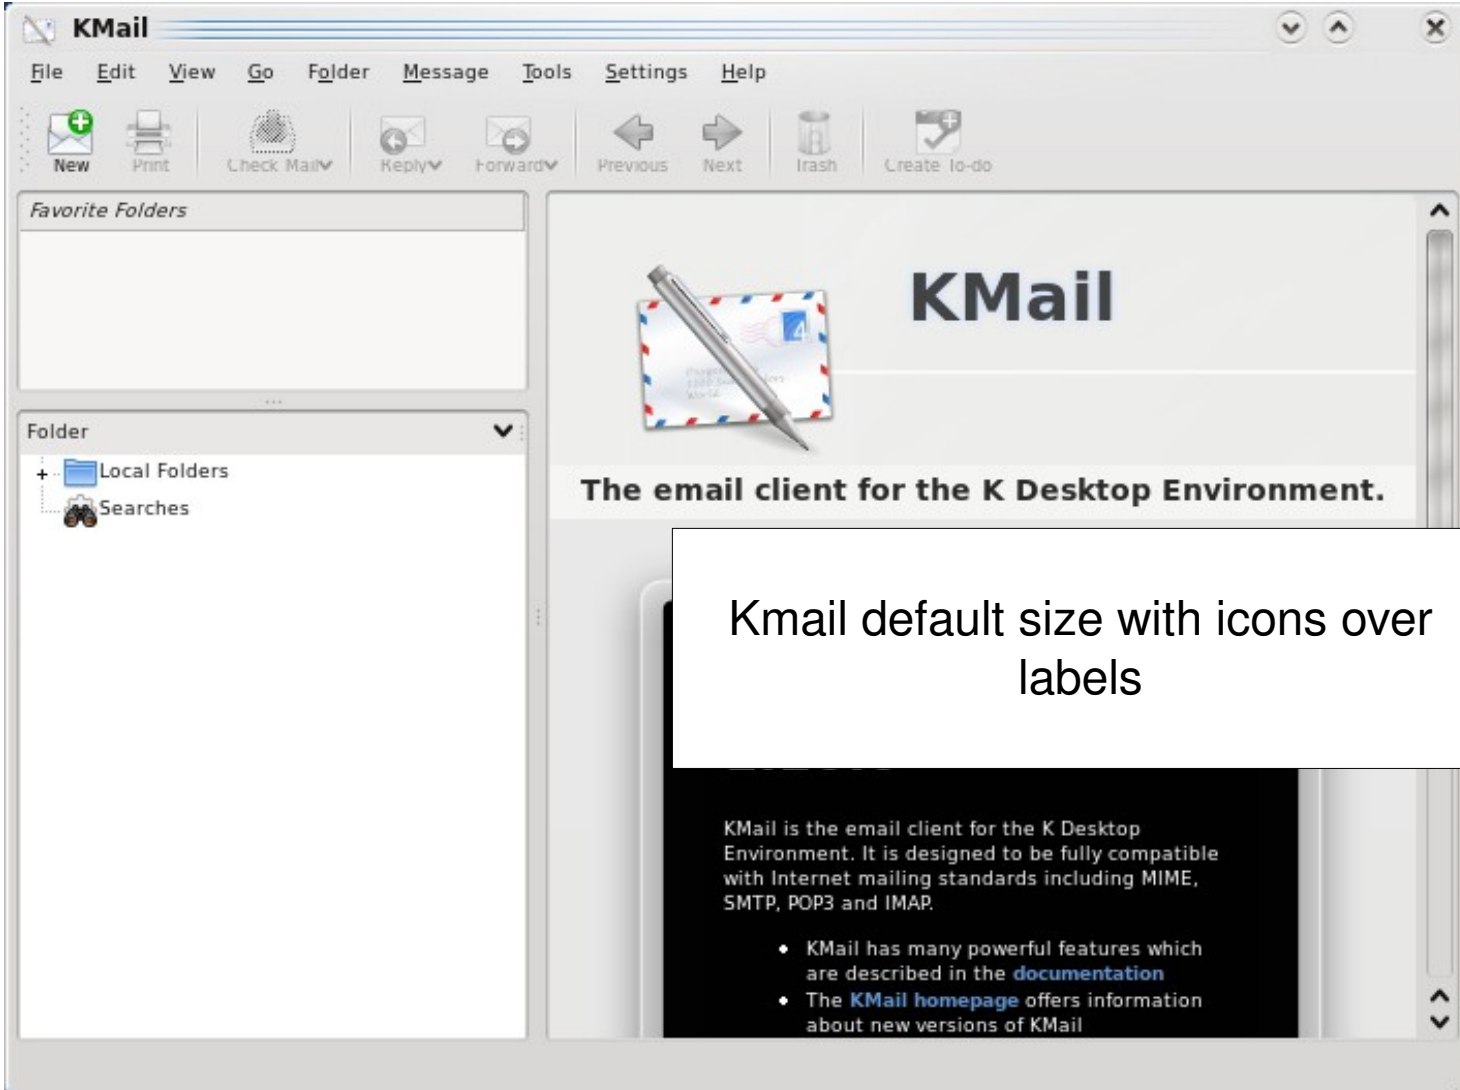 KMail
File Edit View Go Folder Message Tools Settings Help
New Print Check Mail Reply Forward Previous Next Trash Create To-do
Favorite Folders
KMail
Folder
Local Folders
Searches
The email client for the K Desktop Environment.
Kmail default size with icons over
labels
KMail is the email client for the K Desktop
Environment. It is designed to be fully compatible
with Internet mailing standards including MIME,
SMTP, POP3 and IMAP.
• KMail has many powerful features which
are described in the documentation
• The KMail homepage offers information
about new versions of KMail